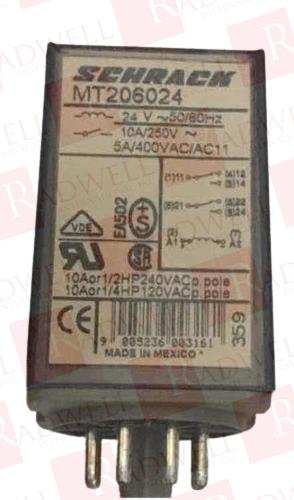 SCHRACK
MT206024
24 V ~50/60Hz
10A/250V ~
5A/400VAC/AC11
(1)11 (4)12
(3)14
(8)21 (5)22
(6)24
(2) (7)
A1 A2
VDE
EA502
+S
10Aor1/2HP240VACp.pole
10Aor1/4HP120VACp.pole
CE
359
9 005236 003161
MADE IN MEXICO
RADWELL